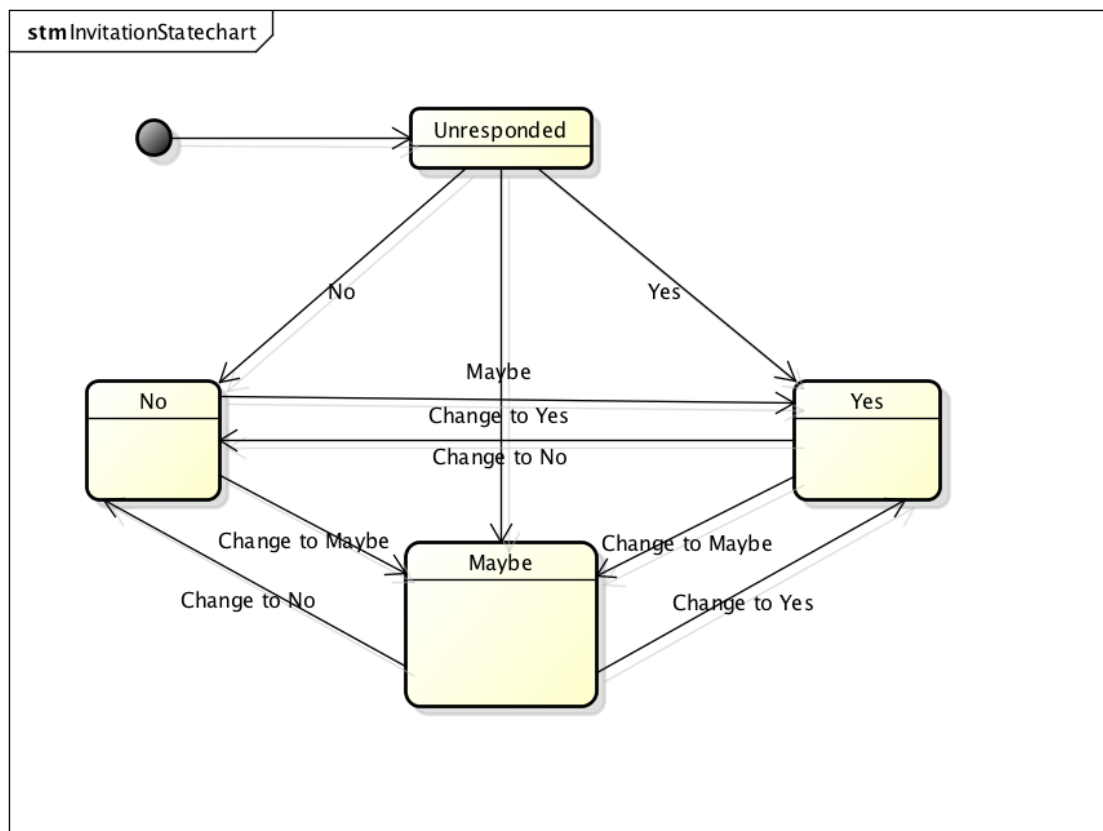 stm InvitationStatechart
Unresponded
No
Yes
Maybe
No
Yes
Change to Yes
Change to No
Change to Maybe
Change to Maybe
Maybe
Change to No
Change to Yes